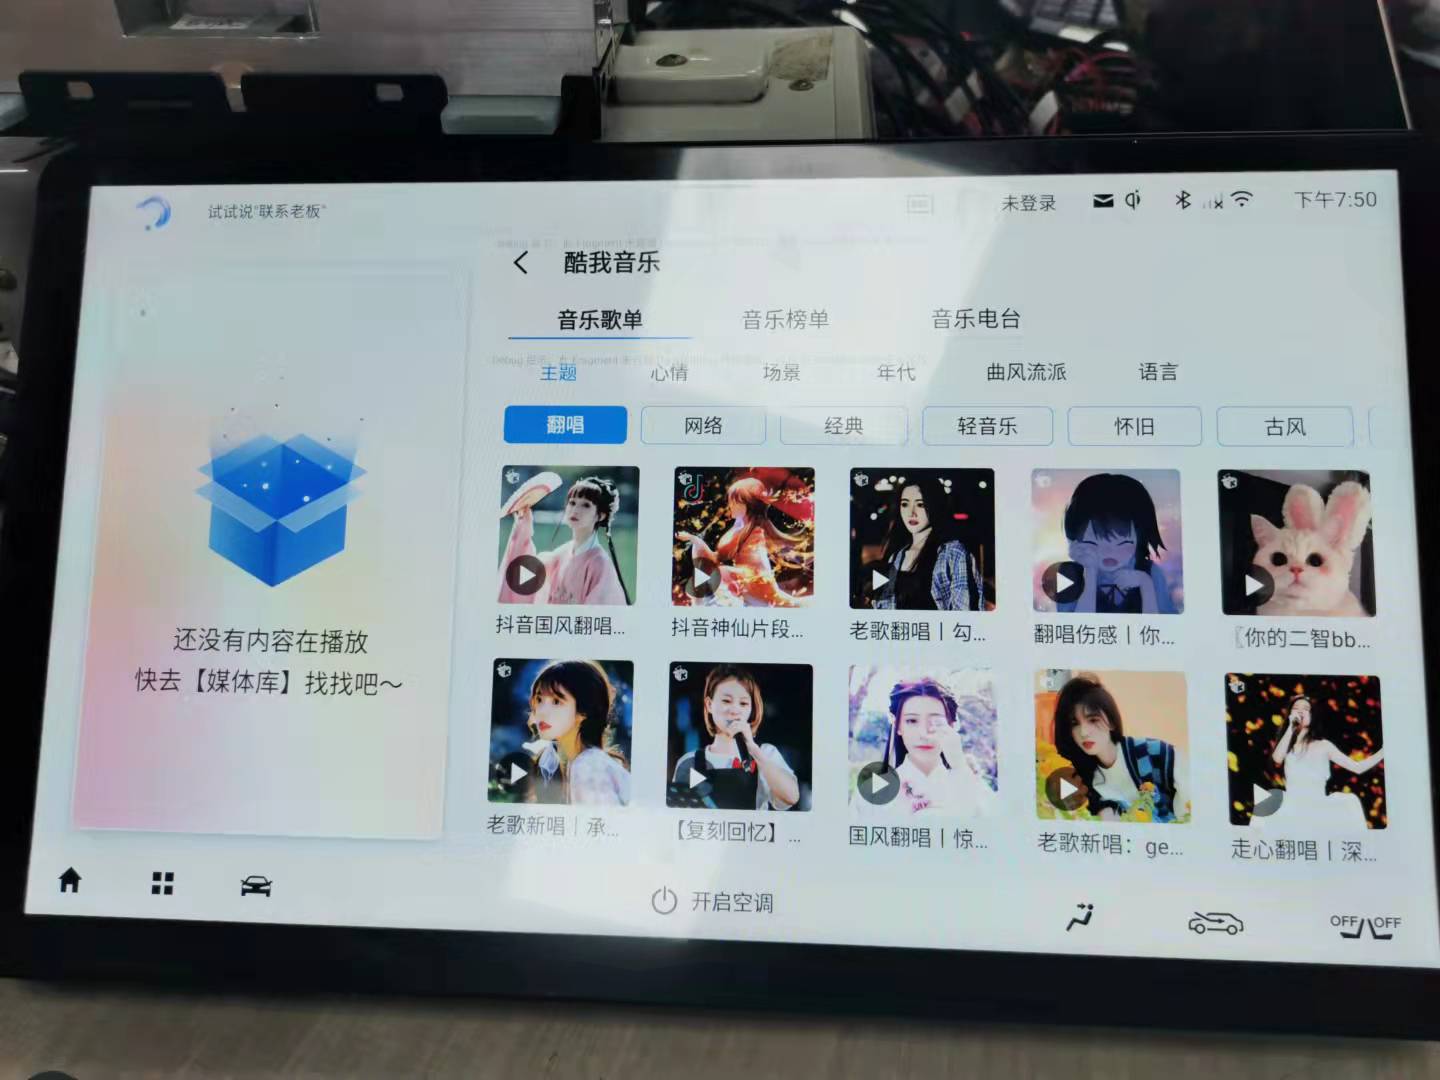 试试说"联系老板"
未登录
下午7:50
酷我音乐
音乐歌单 音乐榜单 音乐电台
主题 心情 场景 年代 曲风流派 语言
翻唱 网络 经典 轻音乐 怀旧 古风
抖音国风翻唱... 抖音神仙片段... 老歌翻唱丨勾... 翻唱伤感丨你... 〖你的二智bb...
老歌新唱丨承... 【复刻回忆】... 国风翻唱丨惊... 老歌新唱：ge... 走心翻唱丨深...
还没有内容在播放
快去【媒体库】找找吧～
开启空调
OFF OFF